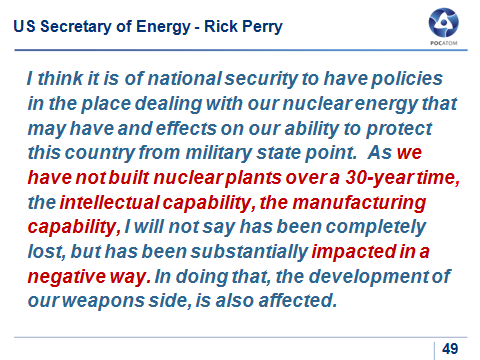 US Secretary of Energy - Rick Perry
РОСАТОМ
I think it is of national security to have policies
in the place dealing with our nuclear energy that
may have and effects on our ability to protect
this country from military state point. As we
have not built nuclear plants over a 30-year time,
the intellectual capability, the manufacturing
capability, I will not say has been completely
lost, but has been substantially impacted in a
negative way. In doing that, the development of
our weapons side, is also affected.
49